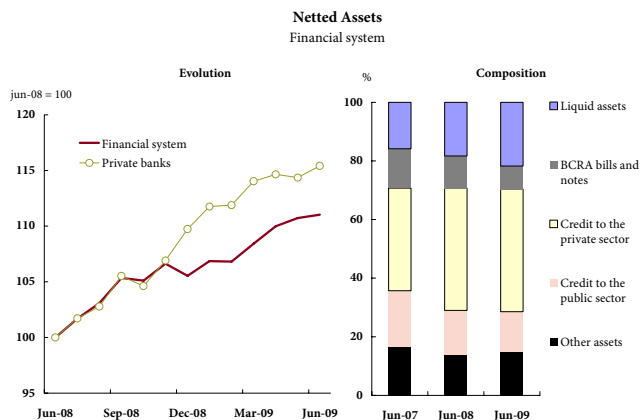 Netted Assets
Financial system
Evolution
jun-08 = 100
120
115
110
105
100
95
Financial system
Private banks
Jun-08
Sep-08
Dec-08
Mar-09
Jun-09
Composition
%
100
80
60
40
20
0
Jun-07
Jun-08
Jun-09
Liquid assets
BCRA bills and
notes
Credit to the
private sector
Credit to the
public sector
Other assets